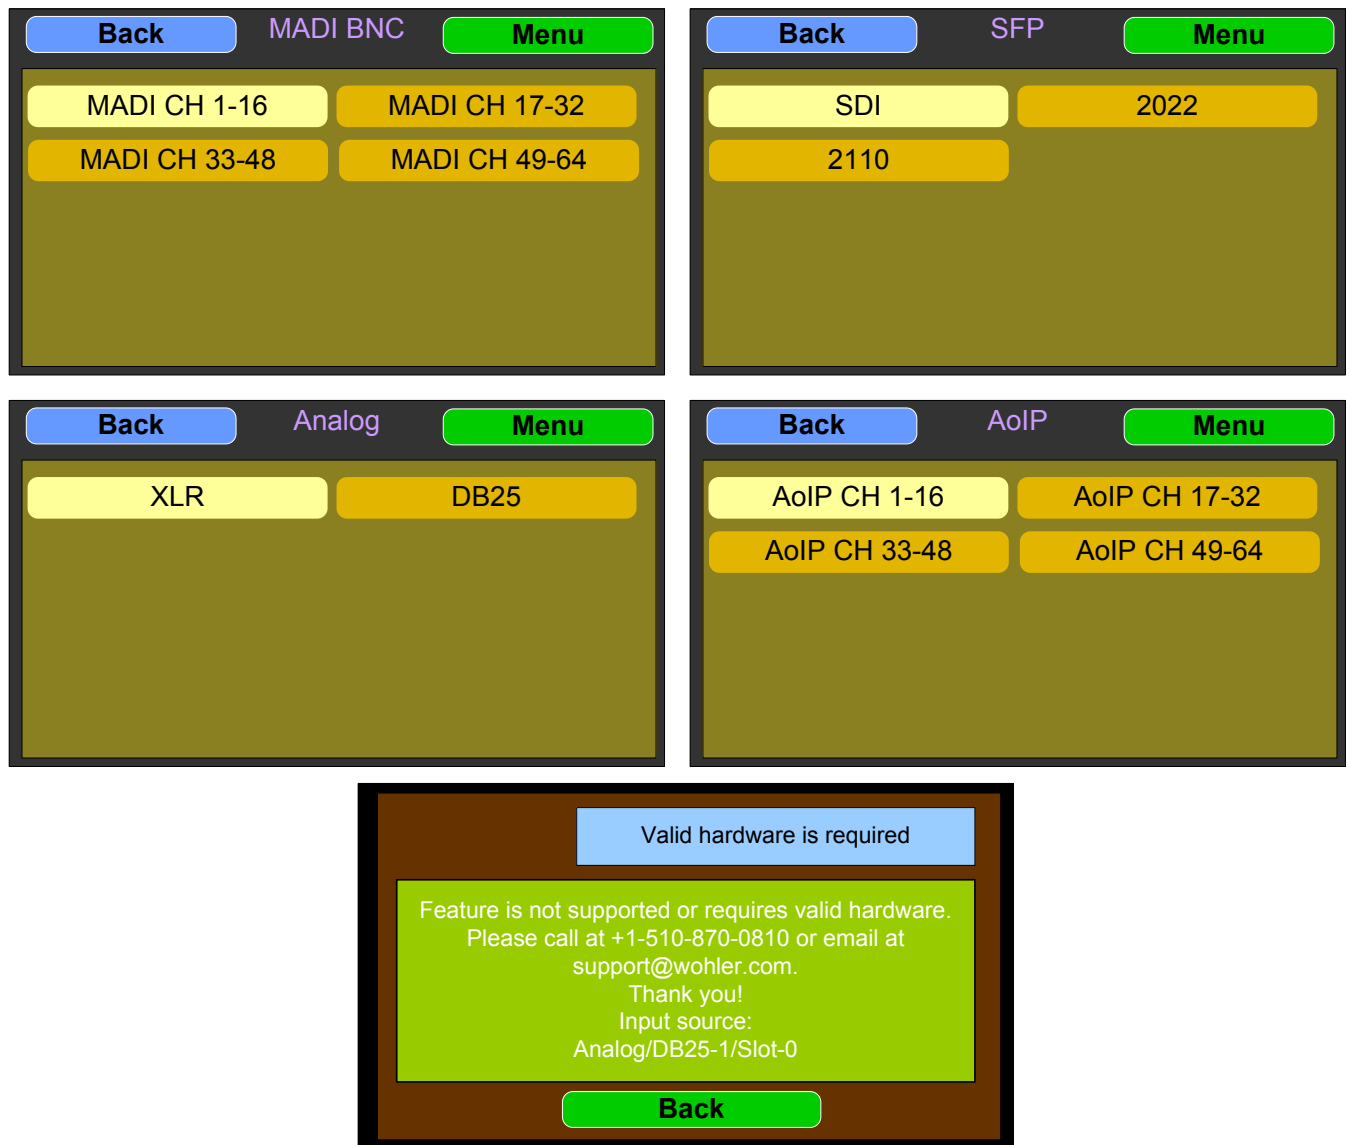 Back MADI BNC Menu
MADI CH 1-16 MADI CH 17-32
MADI CH 33-48 MADI CH 49-64
Back SFP Menu
SDI 2022
2110
Back Analog Menu
XLR DB25
Back AoIP Menu
AoIP CH 1-16 AoIP CH 17-32
AoIP CH 33-48 AoIP CH 49-64
Valid hardware is required
Feature is not supported or requires valid hardware.
Please call at +1-510-870-0810 or email at
support@wohler.com.
Thank you!
Input source:
Analog/DB25-1/Slot-0
Back